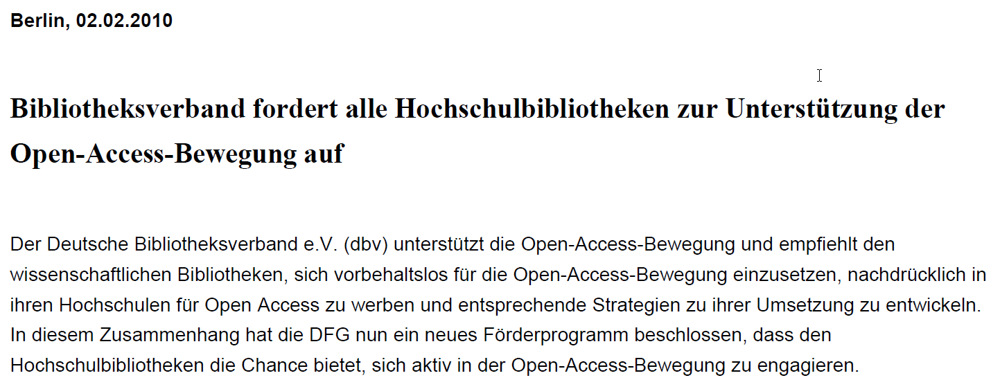 Berlin, 02.02.2010
Bibliotheksverband fordert alle Hochschulbibliotheken zur Unterstützung der
Open-Access-Bewegung auf
Der Deutsche Bibliotheksverband e.V. (dbv) unterstützt die Open-Access-Bewegung und empfiehlt den
wissenschaftlichen Bibliotheken, sich vorbehaltslos für die Open-Access-Bewegung einzusetzen, nachdrücklich in
ihren Hochschulen für Open Access zu werben und entsprechende Strategien zu ihrer Umsetzung zu entwickeln.
In diesem Zusammenhang hat die DFG nun ein neues Förderprogramm beschlossen, dass den
Hochschulbibliotheken die Chance bietet, sich aktiv in der Open-Access-Bewegung zu engagieren.